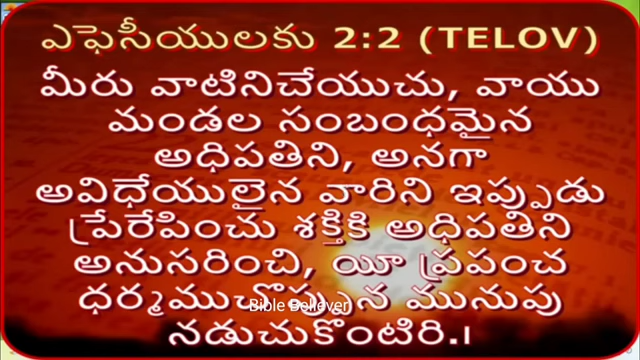 ఎఫెసీయులకు 2:2 (TELOV)
మీరు వాటినిచేయుచు, వాయు
మండల సంబంధమైన
అధిపతిని, అనగా
అవిధేయులైన వారిని ఇప్పుడు
ప్రేరేపించు శక్తికి అధిపతిని
అనుసరించి, యీ ప్రపంచ
ధర్మముచొప్పున మునుపు
Bible Believer
నడుచుకొంటిరి.।